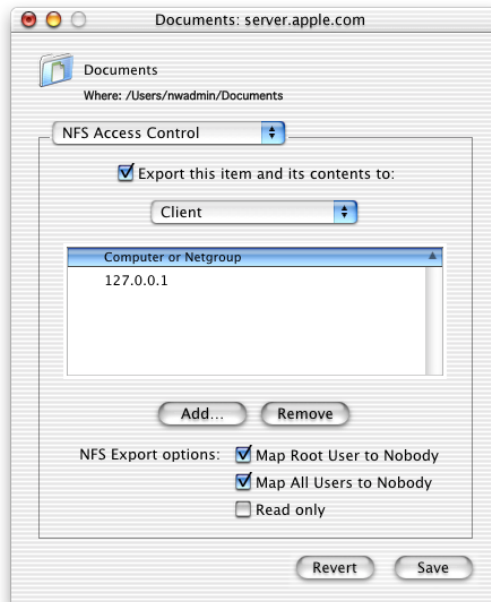 Documents: server.apple.com
Documents
Where: /Users/nwadmin/Documents
NFS Access Control
Export this item and its contents to:
Client
Computer or Netgroup
127.0.0.1
Add...
Remove
NFS Export options:
Map Root User to Nobody
Map All Users to Nobody
Read only
Revert
Save